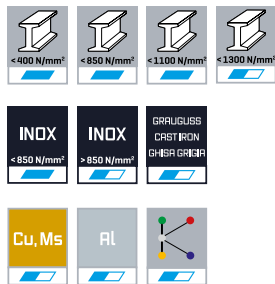 <400 N/mm² <850 N/mm² <1100 N/mm² <1300 N/mm²
INOX INOX GRAUGUSS
CAST IRON
GHISA GRIGIA
<850 N/mm² >850 N/mm²
Cu, Ms Al